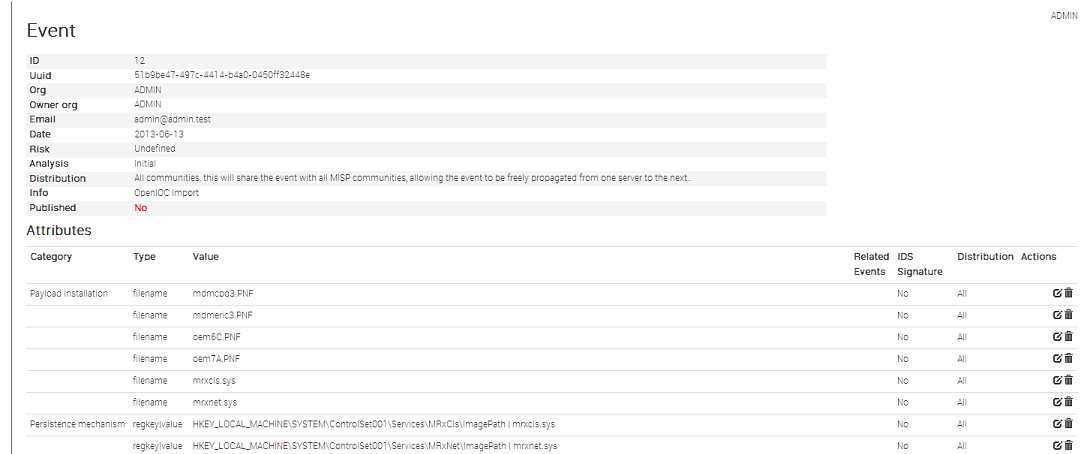 ADMIN
Event
ID 12
Uuid 51b9be47-497c-4414-b4a0-0450ff32448e
Org ADMIN
Owner org ADMIN
Email admin@admin.test
Date 2013-06-13
Risk Undefined
Analysis Initial
Distribution All communities, this will share the event with all MISP communities, allowing the event to be freely propagated from one server to the next..
Info OpenIOC Import
Published No
Attributes
Category Type Value Related Events IDS Signature Distribution Actions
Payload installation filename mdmcpq3.PNF No All
filename mdmeric3.PNF No All
oem6C.PNF filename No All
filename oem7A.PNF No All
filename mrxcls.sys No All
filename mrxnet.sys No All
Persistence mechanism regkey|value HKEY_LOCAL_MACHINE\SYSTEM\ControlSet001\Services\MRxCls\ImagePath | mrxcls.sys No All
regkey|value HKEY_LOCAL_MACHINE\SYSTEM\ControlSet001\Services\MRxNet\ImagePath | mrxnet.sys No All